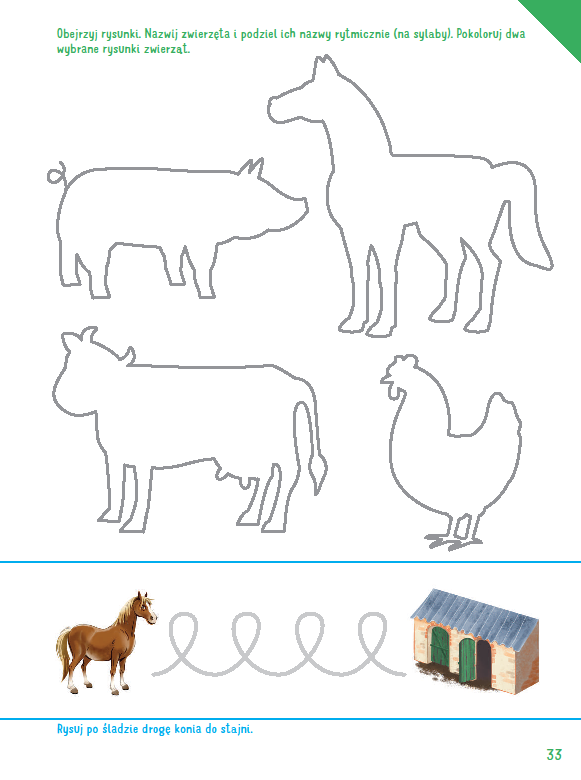 Obejrzyj rysunki. Nazwij zwierzęta i podziel ich nazwy rytmicznie (na sylaby). Pokoloruj dwa
wybrane rysunki zwierząt.
Rysuj po śladzie drogę konia do stajni.
33